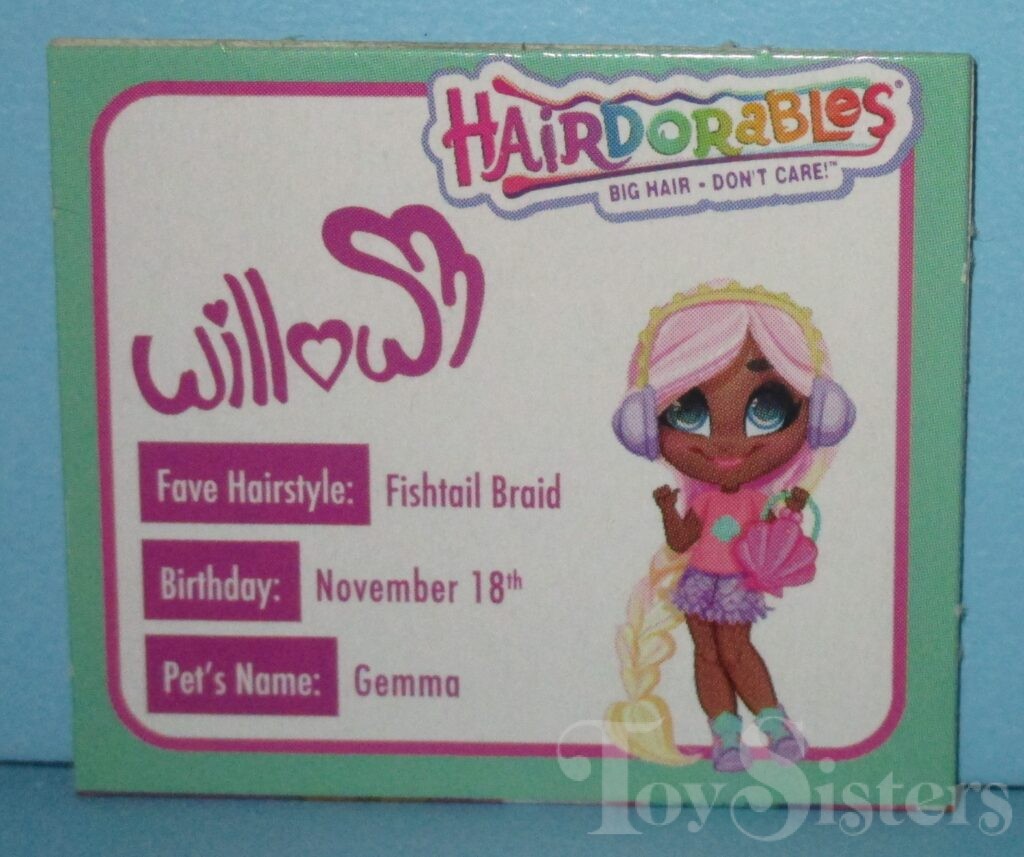 HAiRDORaBLeS®
BIG HAIR • DON'T CARE!™
willow
Fave Hairstyle: Fishtail Braid
Birthday: November 18th
Pet's Name: Gemma
ToySisters